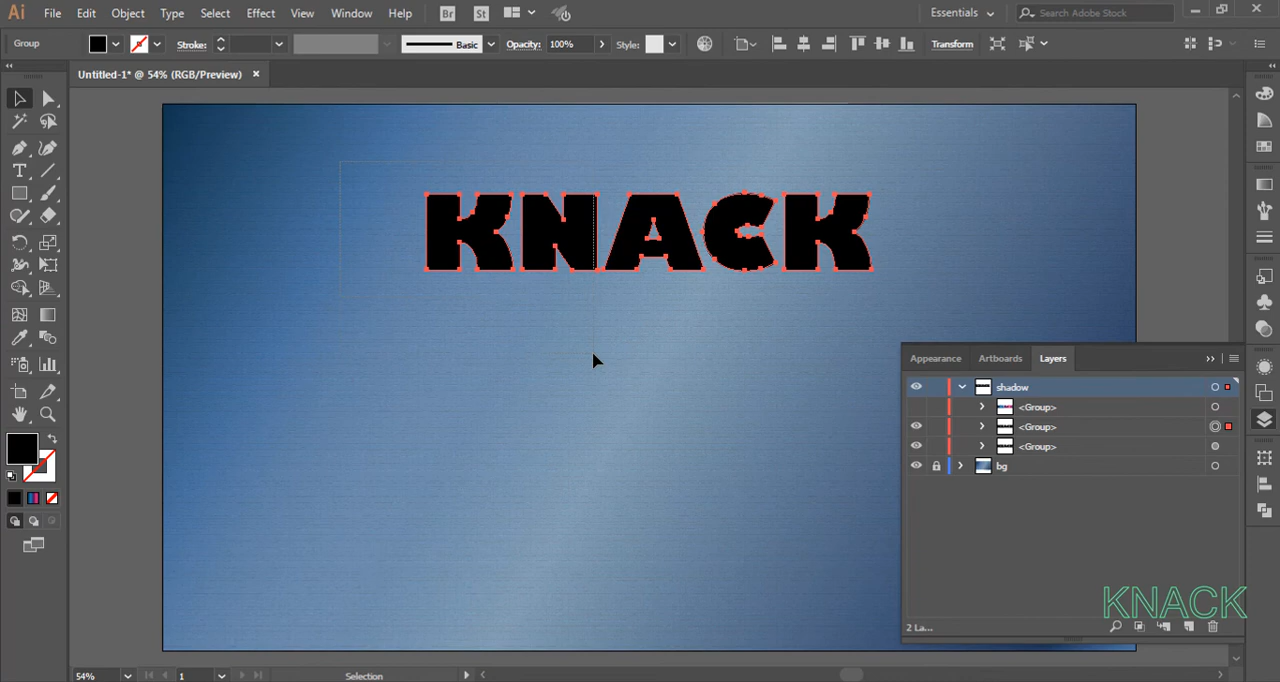 Ai File Edit Object Type Select Effect View Window Help Br St Essentials Search Adobe Stock
Group Stroke: Basic Opacity: 100% Style: Transform
Untitled-1* @ 54% (RGB/Preview)
KNACK
Appearance Artboards Layers
shadow
<Group>
<Group>
<Group>
bg
KNACK
2 La...
54% 1 Selection